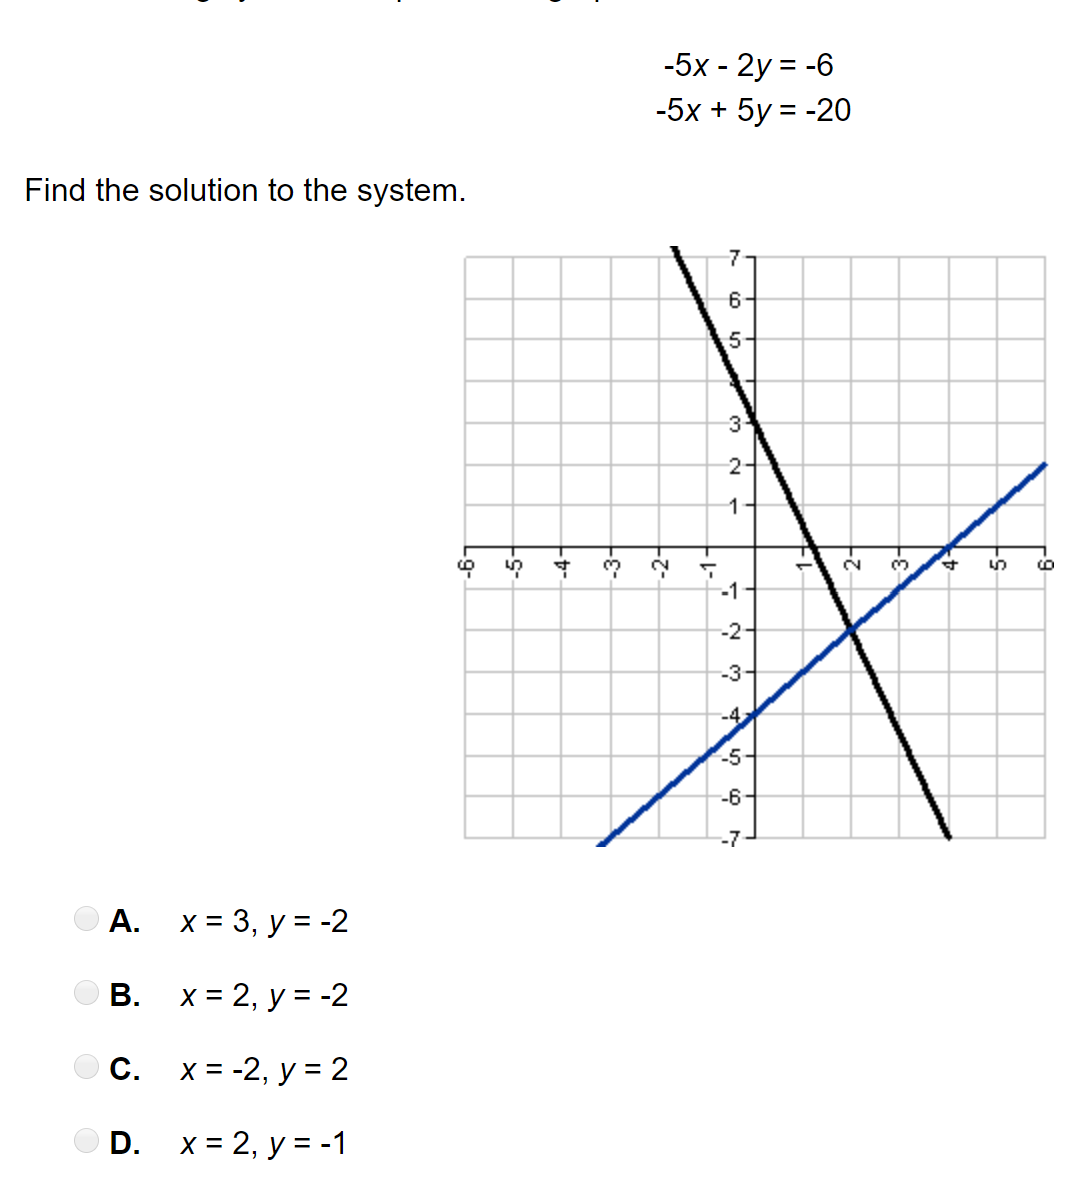 -5x - 2y = -6
-5x + 5y = -20
Find the solution to the system.
7
6
5
3
2
1
-6 -5 -4 -3 -2 -1 1 2 3 4 5 6
-1
-2
-3
-4
-5
-6
-7
A. x = 3, y = -2
B. x = 2, y = -2
C. x = -2, y = 2
D. x = 2, y = -1